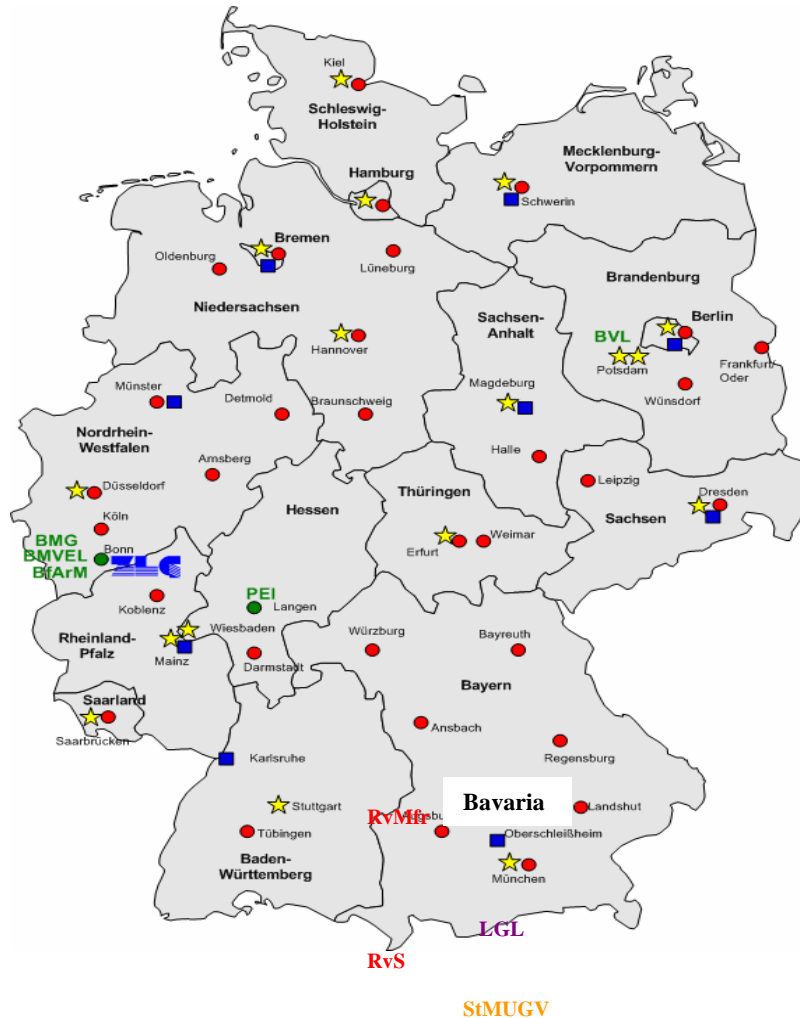 Kiel
Schleswig-
Holstein
Mecklenburg-
Vorpommern
Hamburg
Schwerin
Bremen
Oldenburg
Lüneburg
Brandenburg
Niedersachsen
Sachsen-
Anhalt
Berlin
BVL
Hannover
Potsdam
Frankfurt/
Oder
Magdeburg
Münster
Detmold
Braunschweig
Wünsdorf
Nordrhein-
Westfalen
Halle
Arnsberg
Leipzig
Düsseldorf
Hessen
Thüringen
Dresden
Köln
Sachsen
Weimar
Erfurt
BMG
BMVEL
Bonn
ZLG
BfArM
PEI
Langen
Koblenz
Wiesbaden
Rheinland-
Pfalz
Mainz
Darmstadt
Würzburg
Bayreuth
Bayern
Saarland
Saarbrücken
Ansbach
Regensburg
Karlsruhe
Bavaria
Stuttgart
Landshut
RvMfr
Tübingen
Oberschleißheim
Baden-
Württemberg
München
LGL
RvS
StMUGV